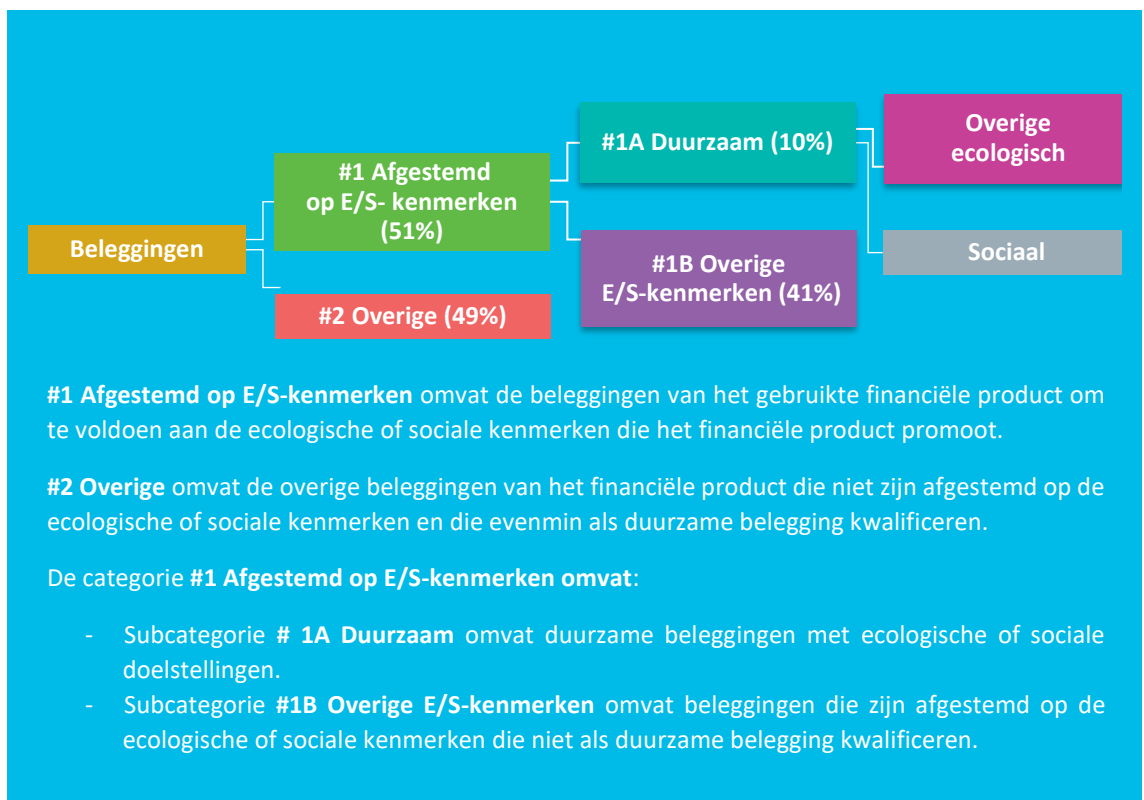 #1A Duurzaam (10%)
Overige
ecologisch
#1 Afgestemd
op E/S- kenmerken
(51%)
Beleggingen
#1B Overige
E/S-kenmerken (41%)
Sociaal
#2 Overige (49%)
#1 Afgestemd op E/S-kenmerken omvat de beleggingen van het gebruikte financiële product om
te voldoen aan de ecologische of sociale kenmerken die het financiële product promoot.
#2 Overige omvat de overige beleggingen van het financiële product die niet zijn afgestemd op de
ecologische of sociale kenmerken en die evenmin als duurzame belegging kwalificeren.
De categorie #1 Afgestemd op E/S-kenmerken omvat:
- Subcategorie # 1A Duurzaam omvat duurzame beleggingen met ecologische of sociale
doelstellingen.
- Subcategorie #1B Overige E/S-kenmerken omvat beleggingen die zijn afgestemd op de
ecologische of sociale kenmerken die niet als duurzame belegging kwalificeren.